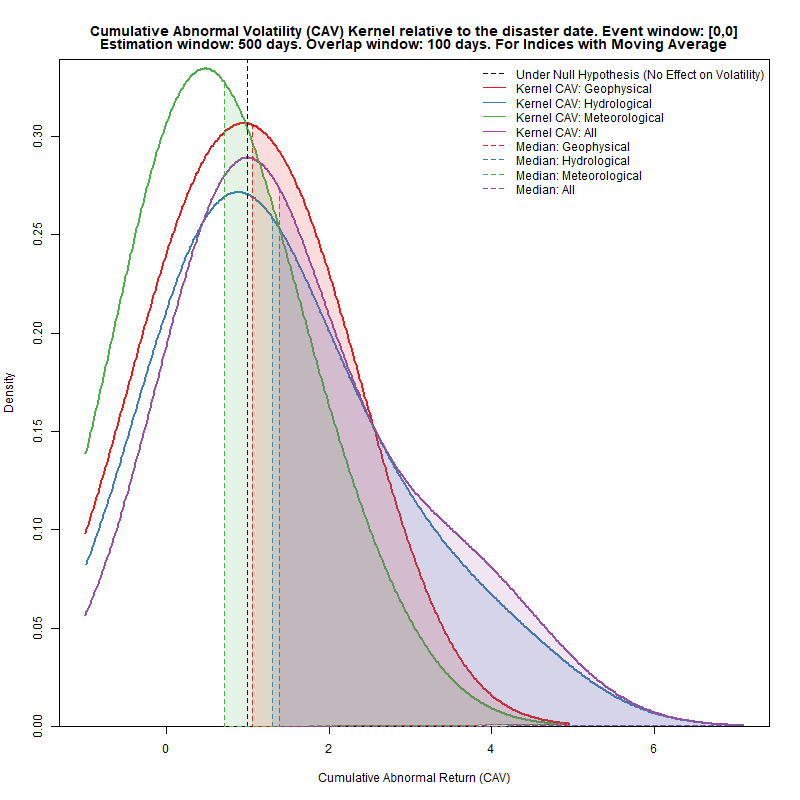 Cumulative Abnormal Volatility (CAV) Kernel relative to the disaster date. Event window: [0,0]
Estimation window: 500 days. Overlap window: 100 days. For Indices with Moving Average
Under Null Hypothesis (No Effect on Volatility)
Kernel CAV: Geophysical
Kernel CAV: Hydrological
Kernel CAV: Meteorological
Kernel CAV: All
Median: Geophysical
Median: Hydrological
Median: Meteorological
Median: All
Density
0.30
0.25
0.20
0.15
0.10
0.05
0.00
0 2 4 6
Cumulative Abnormal Return (CAV)